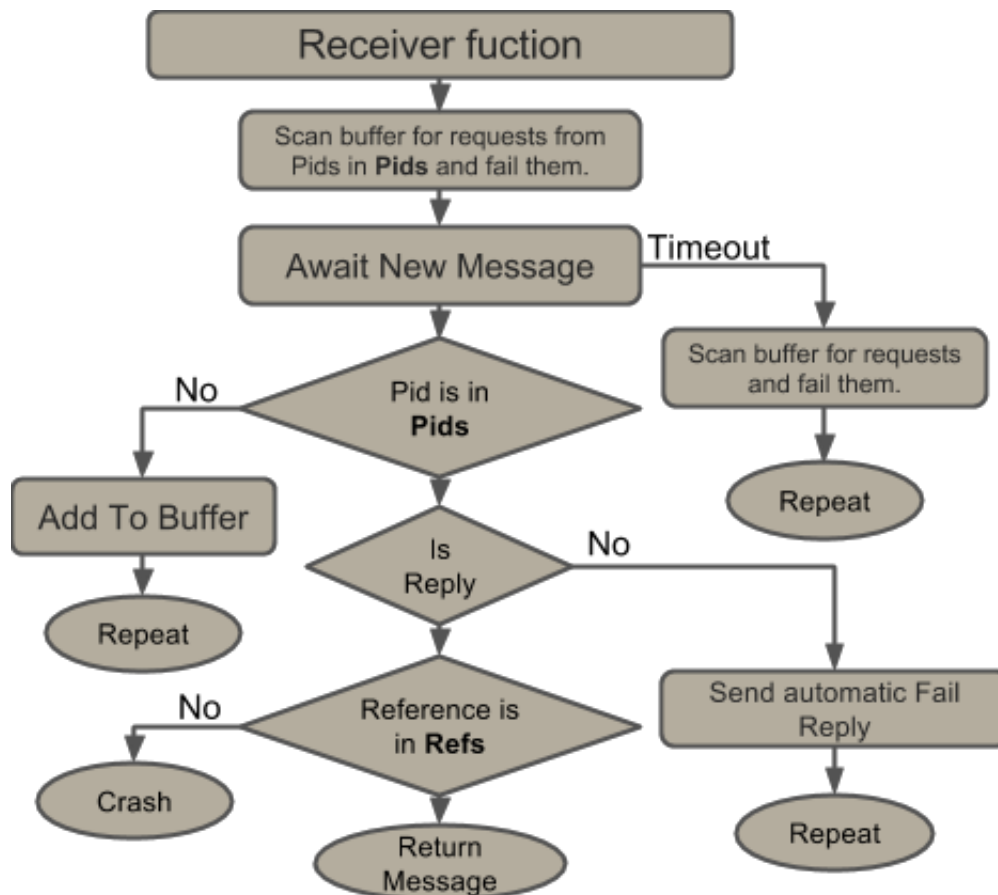 Receiver fuction
Scan buffer for requests from
Pids in Pids and fail them.
Await New Message
Timeout
Scan buffer for requests
and fail them.
Repeat
Pid is in
Pids
No
Add To Buffer
Repeat
Is
Reply
No
Send automatic Fail
Reply
Repeat
Reference is
in Refs
No
Crash
Return
Message